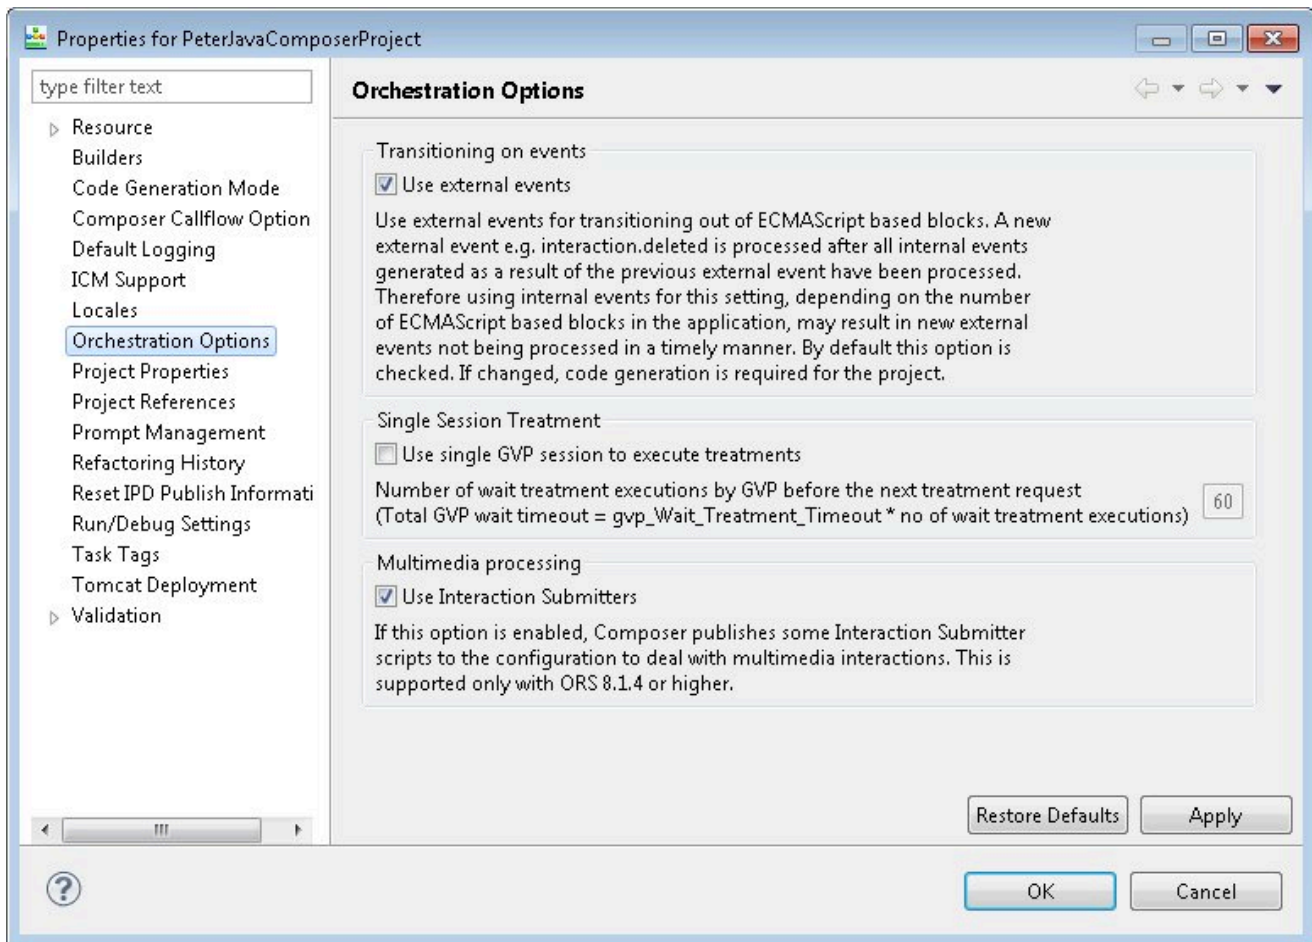 Properties for PeterJavaComposerProject
type filter text
Resource
Builders
Code Generation Mode
Composer Callflow Option
Default Logging
ICM Support
Locales
Orchestration Options
Project Properties
Project References
Prompt Management
Refactoring History
Reset IPD Publish Informati
Run/Debug Settings
Task Tags
Tomcat Deployment
Validation
Orchestration Options
Transitioning on events
Use external events
Use external events for transitioning out of ECMAScript based blocks. A new
external event e.g. interaction.deleted is processed after all internal events
generated as a result of the previous external event have been processed.
Therefore using internal events for this setting, depending on the number
of ECMAScript based blocks in the application, may result in new external
events not being processed in a timely manner. By default this option is
checked. If changed, code generation is required for the project.
Single Session Treatment
Use single GVP session to execute treatments
Number of wait treatment executions by GVP before the next treatment request
(Total GVP wait timeout = gvp_Wait_Treatment_Timeout * no of wait treatment executions)
60
Multimedia processing
Use Interaction Submitters
If this option is enabled, Composer publishes some Interaction Submitter
scripts to the configuration to deal with multimedia interactions. This is
supported only with ORS 8.1.4 or higher.
Restore Defaults
Apply
?
OK
Cancel